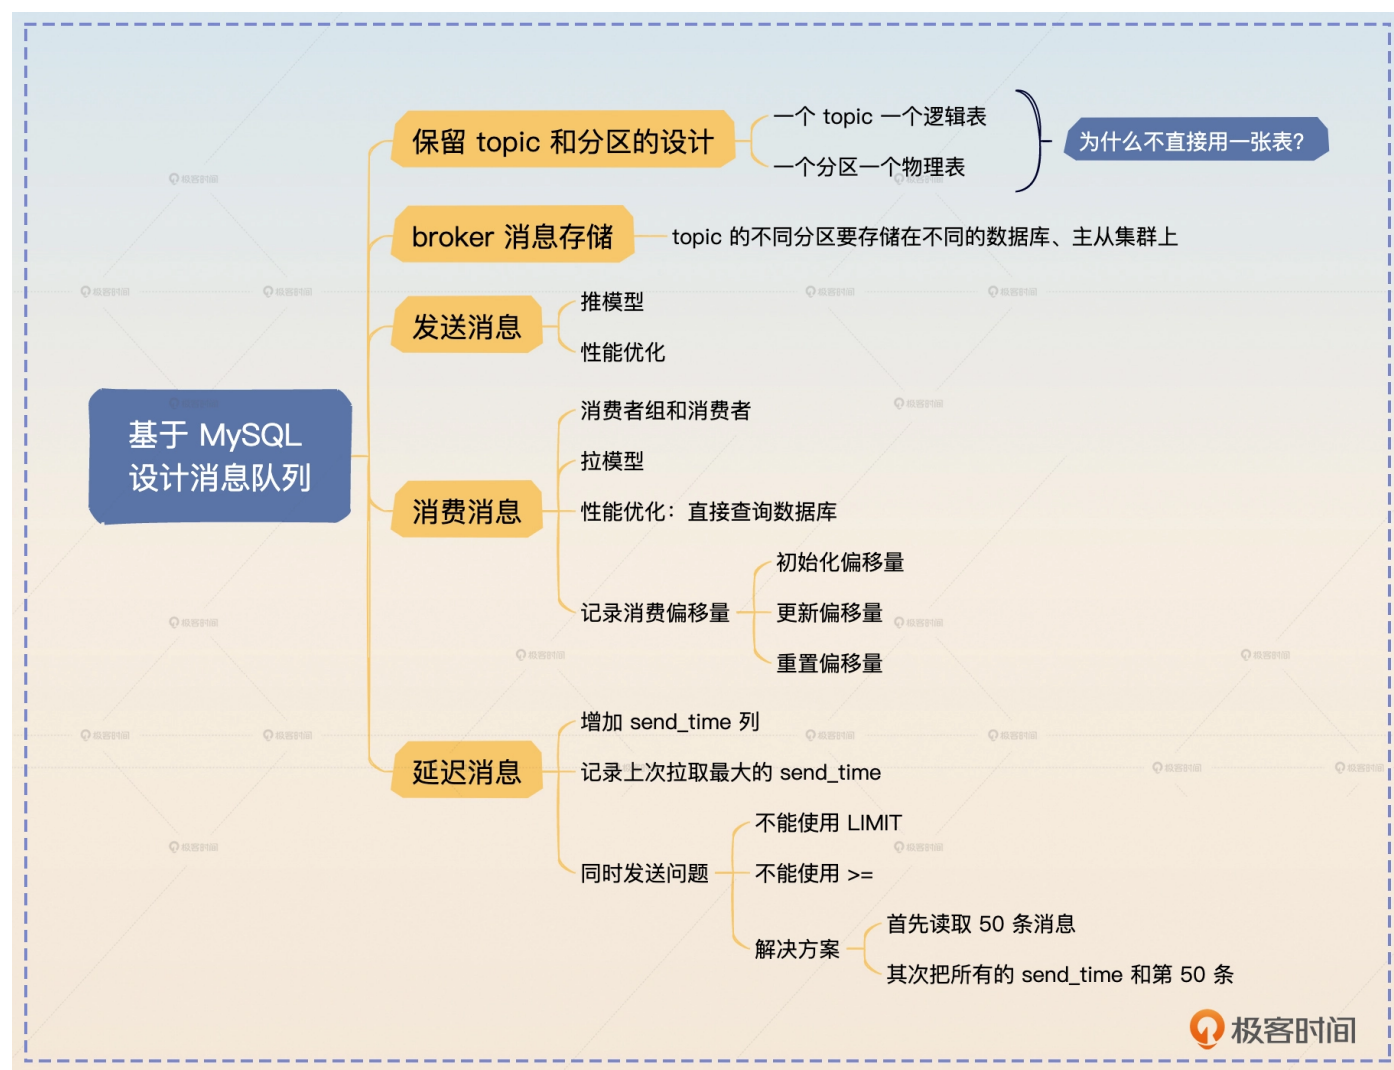 保留 topic 和分区的设计
一个 topic 一个逻辑表
一个分区一个物理表
为什么不直接用一张表?
broker 消息存储
topic 的不同分区要存储在不同的数据库、主从集群上
发送消息
推模型
性能优化
基于 MySQL
设计消息队列
消费消息
消费者组和消费者
拉模型
性能优化：直接查询数据库
记录消费偏移量
初始化偏移量
更新偏移量
重置偏移量
延迟消息
增加 send_time 列
记录上次拉取最大的 send_time
同时发送问题
不能使用 LIMIT
不能使用 >=
解决方案
首先读取 50 条消息
其次把所有的 send_time 和第 50 条
极客时间